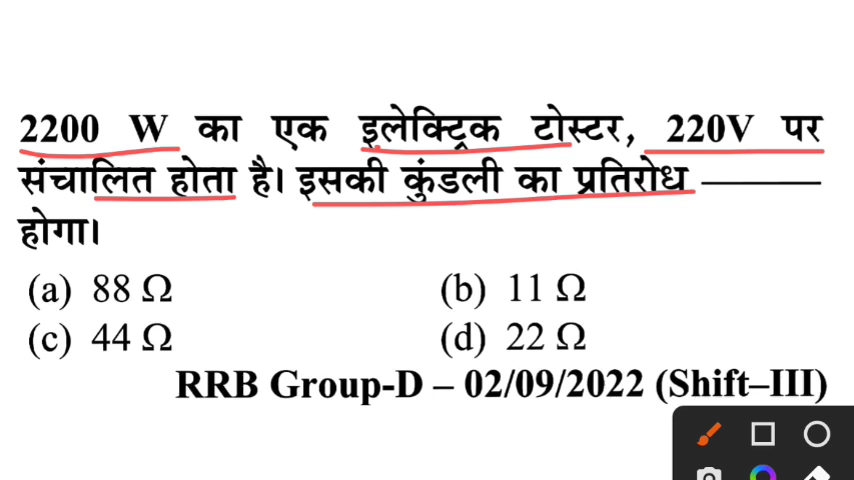 2200 W का एक इलेक्ट्रिक टोस्टर, 220V पर
संचालित होता है। इसकी कुंडली का प्रतिरोध ______
होगा।
(a) 88 Ω (b) 11 Ω
(c) 44 Ω (d) 22 Ω
RRB Group-D – 02/09/2022 (Shift–III)